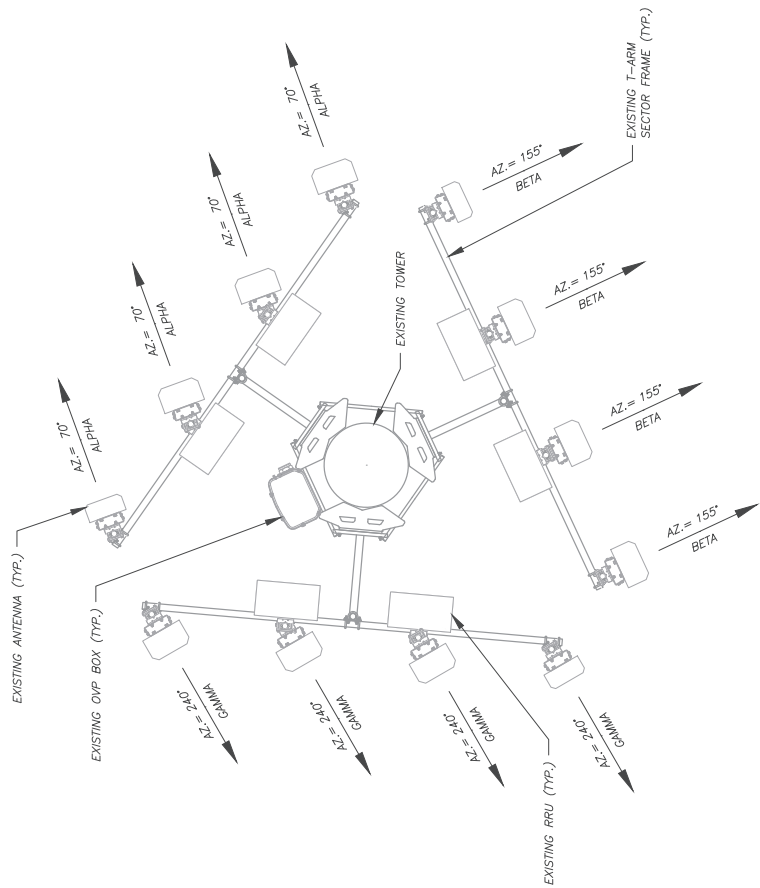 AZ.= 70°
ALPHA
AZ.= 70°
ALPHA
AZ.= 70°
ALPHA
AZ.= 70°
ALPHA
EXISTING T-ARM
SECTOR FRAME (TYP.)
AZ.= 155°
BETA
AZ.= 155°
BETA
AZ.= 155°
BETA
AZ.= 155°
BETA
EXISTING TOWER
EXISTING ANTENNA (TYP.)
EXISTING OVP BOX (TYP.)
AZ.= 240°
GAMMA
AZ.= 240°
GAMMA
AZ.= 240°
GAMMA
AZ.= 240°
GAMMA
EXISTING RRU (TYP.)